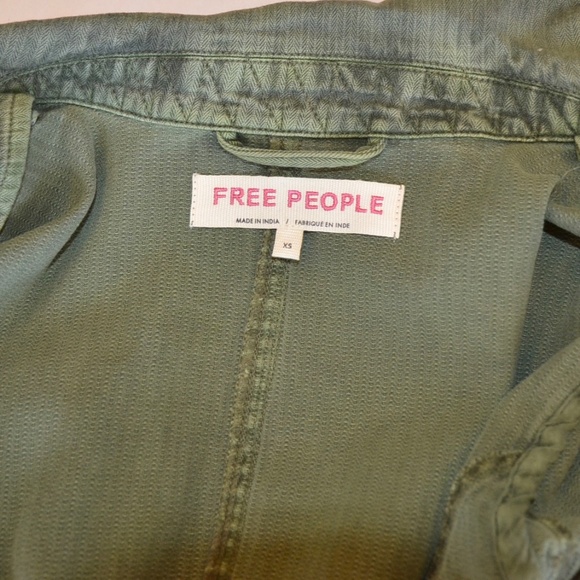 FREE PEOPLE
MADE IN INDIA / FABRIQUÉ EN INDE
XS